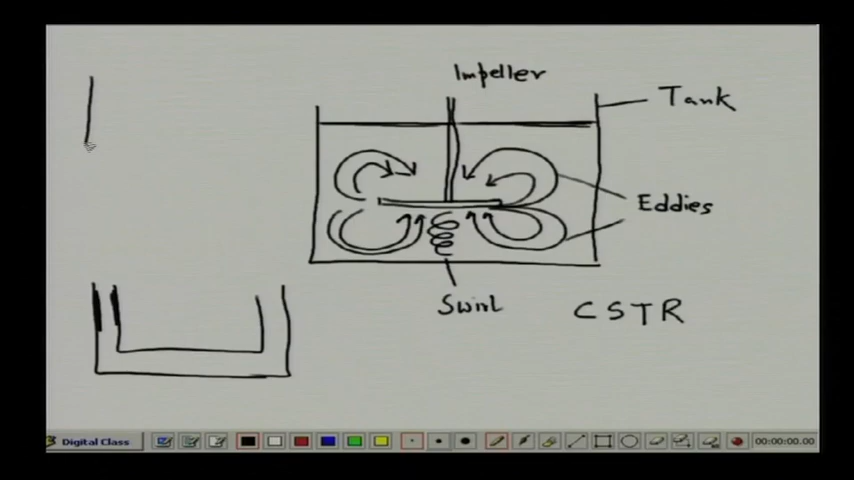 Impeller
Tank
Eddies
Swirl
CSTR
Digital Class
00:00:00.00